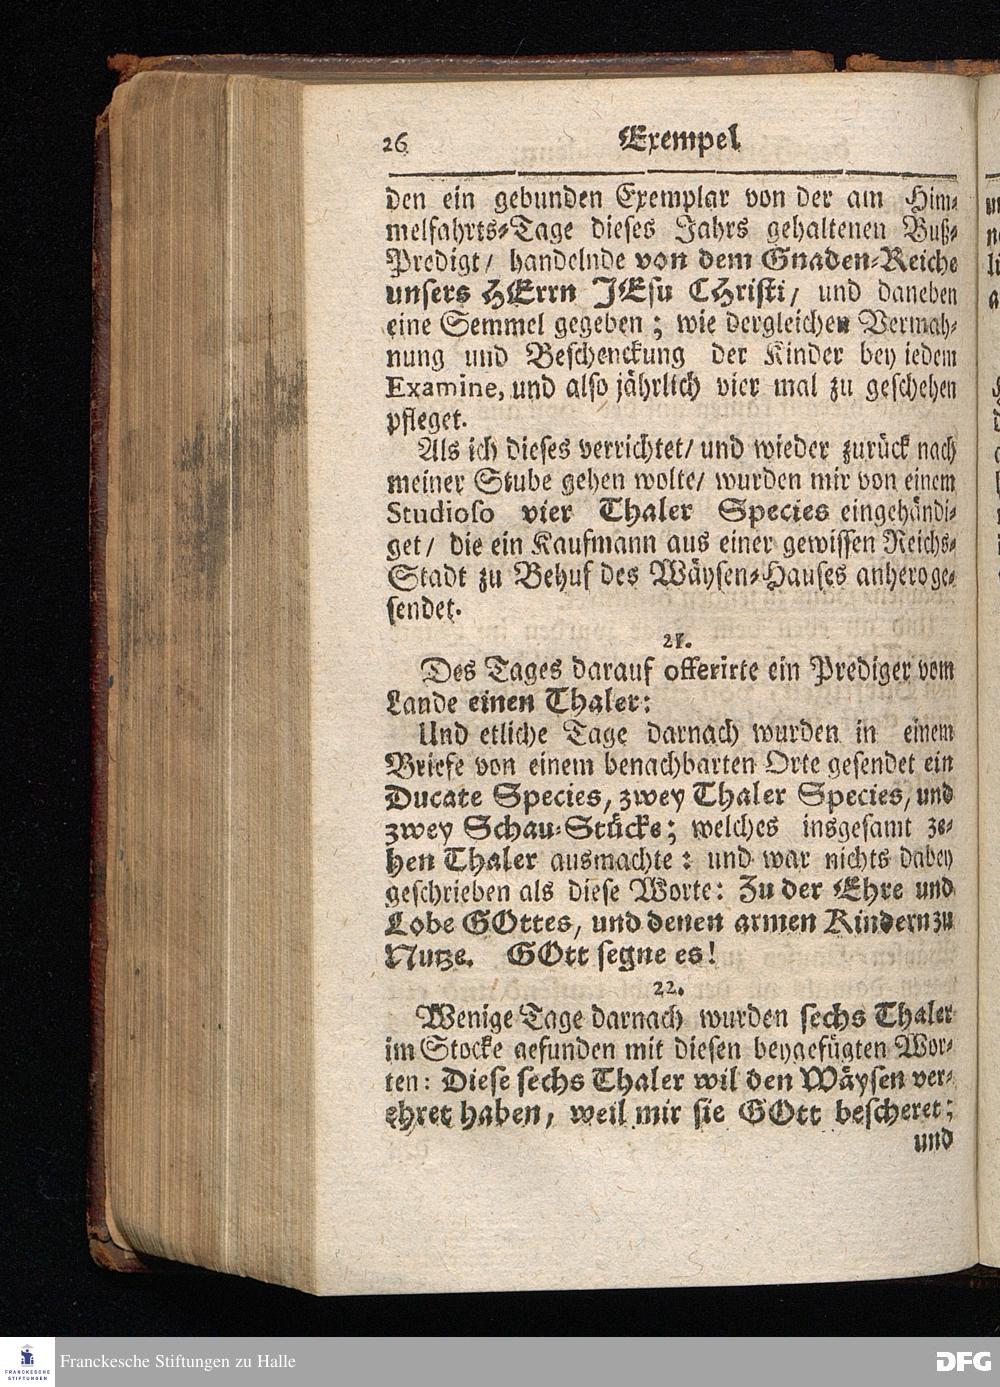 26 Exempel
den ein gebunden Exemplar von der am Him-
melfahrts-Tage dieses Jahrs gehaltenen Buß-
Predigt/ handelnde von dem Gnaden-Reiche
unsers HErrn JEsu CHristi/ und daneben
eine Semmel gegeben; wie dergleichen Vermah-
nung und Beschenckung der Kinder bey iedem
Examine, und also jährlich vier mal zu geschehen
pfleget.
Als ich dieses verrichtet/ und wieder zurück nach
meiner Stube gehen wolte/ wurden mir von einem
Studioso vier Thaler Species eingehändi-
get/ die ein Kaufmann aus einer gewissen Reichs-
Stadt zu Behuf des Wäysen-Hauses anheroge-
sendet.
21.
Des Tages darauf offerirte ein Prediger vom
Lande einen Thaler:
Und etliche Tage darnach wurden in einem
Briefe von einem benachbarten Orte gesendet ein
Ducate Species, zwey Thaler Species, und
zwey Schau-Stücke; welches insgesamt ze-
hen Thaler ausmachte: und war nichts dabey
geschrieben als diese Worte: Zu der Ehre und
Lobe GOttes, und denen armen Kindern zu
Nutze. GOtt segne es!
22.
Wenige Tage darnach wurden sechs Thaler
im Stocke gefunden mit diesen beygefügten Wor-
ten: Diese sechs Thaler wil den Wäysen ver-
ehret haben, weil mir sie GOtt bescheret;
und
FRANCKESCHE
STIFTUNGEN
Franckesche Stiftungen zu Halle
DFG